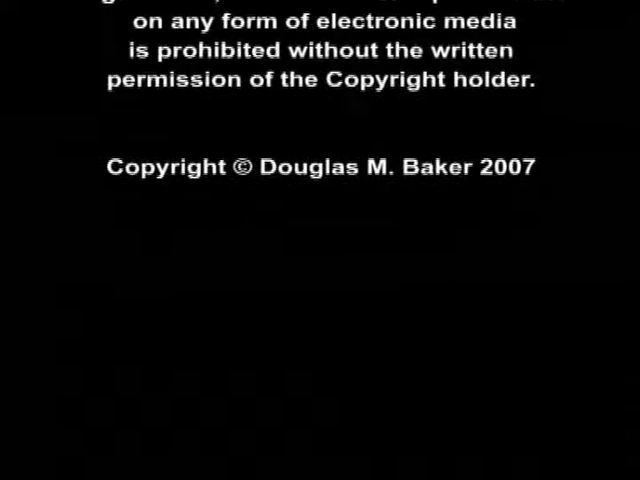 on any form of electronic media
is prohibited without the written
permission of the Copyright holder.
Copyright © Douglas M. Baker 2007